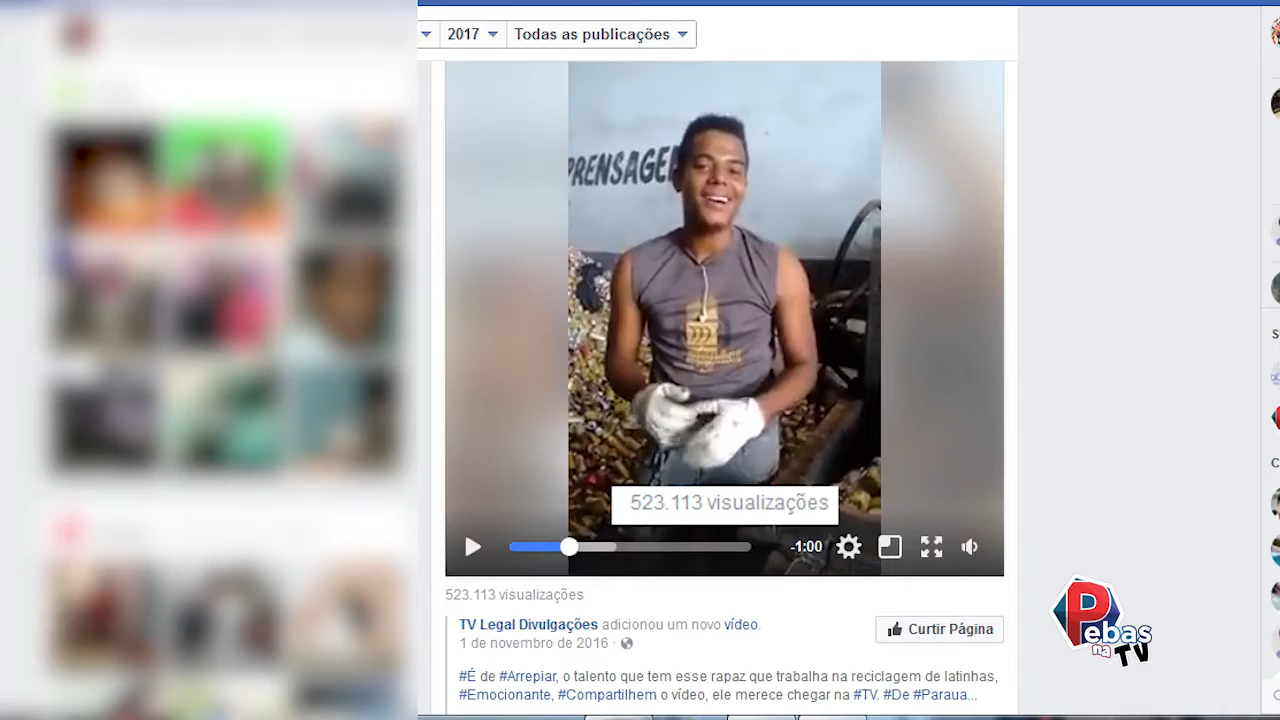 2017
Todas as publicações
PRENSAGE
523.113 visualizações
-1:00
523.113 visualizações
TV Legal Divulgações adicionou um novo vídeo.
1 de novembro de 2016 ·
Curtir Página
#É de #Arrepiar, o talento que tem esse rapaz que trabalha na reciclagem de latinhas,
#Emocionante, #Compartilhem o vídeo, ele merece chegar na #TV. #De #Paraua...
Pebas
na TV
S
C